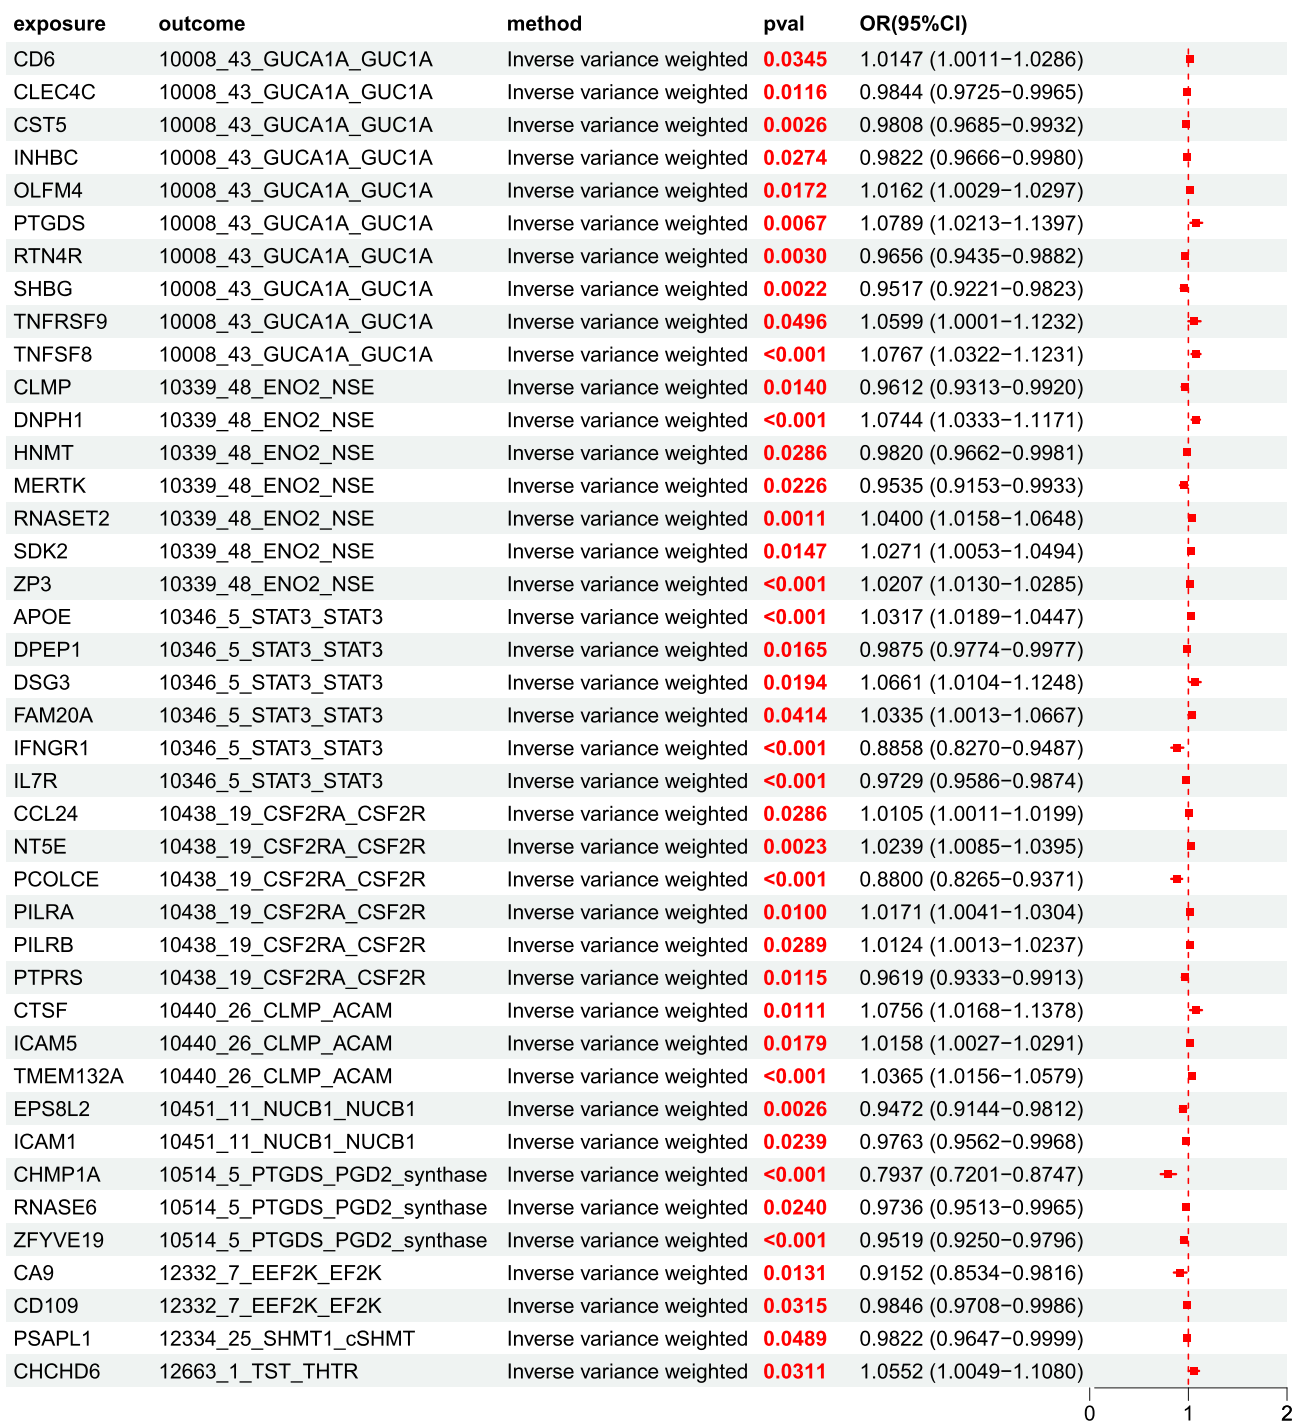 exposure outcome method pval OR(95%CI)
CD6 10008_43_GUCA1A_GUC1A Inverse variance weighted 0.0345 1.0147 (1.0011−1.0286)
CLEC4C 10008_43_GUCA1A_GUC1A Inverse variance weighted 0.0116 0.9844 (0.9725−0.9965)
CST5 10008_43_GUCA1A_GUC1A Inverse variance weighted 0.0026 0.9808 (0.9685−0.9932)
INHBC 10008_43_GUCA1A_GUC1A Inverse variance weighted 0.0274 0.9822 (0.9666−0.9980)
OLFM4 10008_43_GUCA1A_GUC1A Inverse variance weighted 0.0172 1.0162 (1.0029−1.0297)
PTGDS 10008_43_GUCA1A_GUC1A Inverse variance weighted 0.0067 1.0789 (1.0213−1.1397)
RTN4R 10008_43_GUCA1A_GUC1A Inverse variance weighted 0.0030 0.9656 (0.9435−0.9882)
SHBG 10008_43_GUCA1A_GUC1A Inverse variance weighted 0.0022 0.9517 (0.9221−0.9823)
TNFRSF9 10008_43_GUCA1A_GUC1A Inverse variance weighted 0.0496 1.0599 (1.0001−1.1232)
TNFSF8 10008_43_GUCA1A_GUC1A Inverse variance weighted <0.001 1.0767 (1.0322−1.1231)
CLMP 10339_48_ENO2_NSE Inverse variance weighted 0.0140 0.9612 (0.9313−0.9920)
DNPH1 10339_48_ENO2_NSE Inverse variance weighted <0.001 1.0744 (1.0333−1.1171)
HNMT 10339_48_ENO2_NSE Inverse variance weighted 0.0286 0.9820 (0.9662−0.9981)
MERTK 10339_48_ENO2_NSE Inverse variance weighted 0.0226 0.9535 (0.9153−0.9933)
RNASET2 10339_48_ENO2_NSE Inverse variance weighted 0.0011 1.0400 (1.0158−1.0648)
SDK2 10339_48_ENO2_NSE Inverse variance weighted 0.0147 1.0271 (1.0053−1.0494)
ZP3 10339_48_ENO2_NSE Inverse variance weighted <0.001 1.0207 (1.0130−1.0285)
APOE 10346_5_STAT3_STAT3 Inverse variance weighted <0.001 1.0317 (1.0189−1.0447)
DPEP1 10346_5_STAT3_STAT3 Inverse variance weighted 0.0165 0.9875 (0.9774−0.9977)
DSG3 10346_5_STAT3_STAT3 Inverse variance weighted 0.0194 1.0661 (1.0104−1.1248)
FAM20A 10346_5_STAT3_STAT3 Inverse variance weighted 0.0414 1.0335 (1.0013−1.0667)
IFNGR1 10346_5_STAT3_STAT3 Inverse variance weighted <0.001 0.8858 (0.8270−0.9487)
IL7R 10346_5_STAT3_STAT3 Inverse variance weighted <0.001 0.9729 (0.9586−0.9874)
CCL24 10438_19_CSF2RA_CSF2R Inverse variance weighted 0.0286 1.0105 (1.0011−1.0199)
NT5E 10438_19_CSF2RA_CSF2R Inverse variance weighted 0.0023 1.0239 (1.0085−1.0395)
PCOLCE 10438_19_CSF2RA_CSF2R Inverse variance weighted <0.001 0.8800 (0.8265−0.9371)
PILRA 10438_19_CSF2RA_CSF2R Inverse variance weighted 0.0100 1.0171 (1.0041−1.0304)
PILRB 10438_19_CSF2RA_CSF2R Inverse variance weighted 0.0289 1.0124 (1.0013−1.0237)
PTPRS 10438_19_CSF2RA_CSF2R Inverse variance weighted 0.0115 0.9619 (0.9333−0.9913)
CTSF 10440_26_CLMP_ACAM Inverse variance weighted 0.0111 1.0756 (1.0168−1.1378)
ICAM5 10440_26_CLMP_ACAM Inverse variance weighted 0.0179 1.0158 (1.0027−1.0291)
TMEM132A 10440_26_CLMP_ACAM Inverse variance weighted <0.001 1.0365 (1.0156−1.0579)
EPS8L2 10451_11_NUCB1_NUCB1 Inverse variance weighted 0.0026 0.9472 (0.9144−0.9812)
ICAM1 10451_11_NUCB1_NUCB1 Inverse variance weighted 0.0239 0.9763 (0.9562−0.9968)
CHMP1A 10514_5_PTGDS_PGD2_synthase Inverse variance weighted <0.001 0.7937 (0.7201−0.8747)
RNASE6 10514_5_PTGDS_PGD2_synthase Inverse variance weighted 0.0240 0.9736 (0.9513−0.9965)
ZFYVE19 10514_5_PTGDS_PGD2_synthase Inverse variance weighted <0.001 0.9519 (0.9250−0.9796)
CA9 12332_7_EEF2K_EF2K Inverse variance weighted 0.0131 0.9152 (0.8534−0.9816)
CD109 12332_7_EEF2K_EF2K Inverse variance weighted 0.0315 0.9846 (0.9708−0.9986)
PSAPL1 12334_25_SHMT1_cSHMT Inverse variance weighted 0.0489 0.9822 (0.9647−0.9999)
CHCHD6 12663_1_TST_THTR Inverse variance weighted 0.0311 1.0552 (1.0049−1.1080)
0 1 2